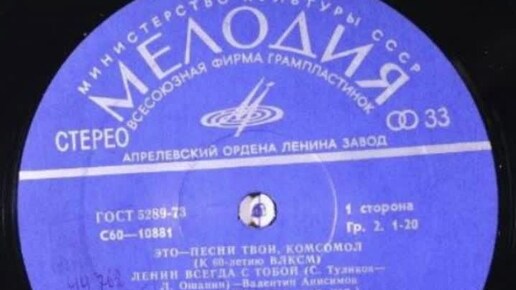 МИНИСТЕРСТВО КУЛЬТУРЫ СССР
МЕЛОДИЯ
ВСЕСОЮЗНАЯ ФИРМА ГРАМПЛАСТИНОК
СТЕРЕО
33
АПРЕЛЕВСКИЙ ОРДЕНА ЛЕНИНА ЗАВОД
ГОСТ 5289-73
1 сторона
С60—10881
Гр. 2. 1-20
ЭТО—ПЕСНИ ТВОИ, КОМСОМОЛ
(К 60-летию ВЛКСМ)
ЛЕНИН ВСЕГДА С ТОБОЙ (С. Туликов—
Л. Ошанин)—Валентин Анисимов